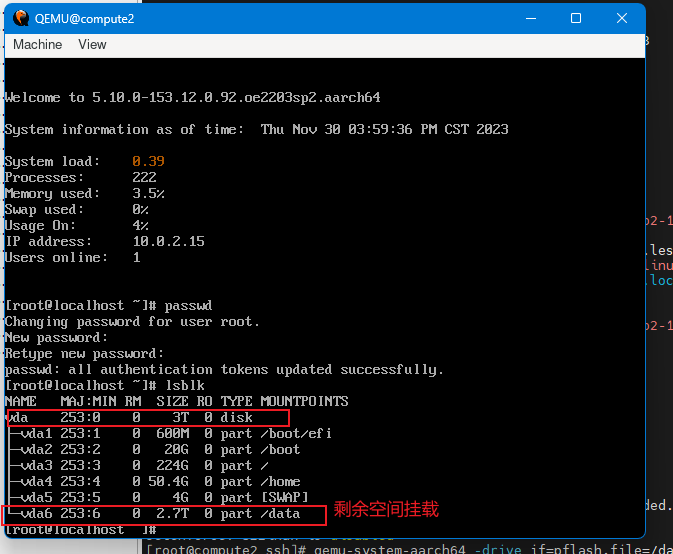 QEMU@compute2
Machine View
Welcome to 5.10.0-153.12.0.92.oe2203sp2.aarch64
System information as of time: Thu Nov 30 03:59:36 PM CST 2023
System load: 0.39
Processes: 222
Memory used: 3.5%
Swap used: 0%
Usage On: 4%
IP address: 10.0.2.15
Users online: 1
[root@localhost ~]# passwd
Changing password for user root.
New password:
Retype new password:
passwd: all authentication tokens updated successfully.
[root@localhost ~]# lsblk
NAME MAJ:MIN RM SIZE RO TYPE MOUNTPOINTS
vda 253:0 0 3T 0 disk
├─vda1 253:1 0 600M 0 part /boot/efi
├─vda2 253:2 0 20G 0 part /boot
├─vda3 253:3 0 224G 0 part /
├─vda4 253:4 0 50.4G 0 part /home
├─vda5 253:5 0 4G 0 part [SWAP]
└─vda6 253:6 0 2.7T 0 part /data
剩余空间挂载
[root@localhost ~]#
[root@compute2 ssh]# qemu-system-aarch64 -drive if=pflash,file=/da